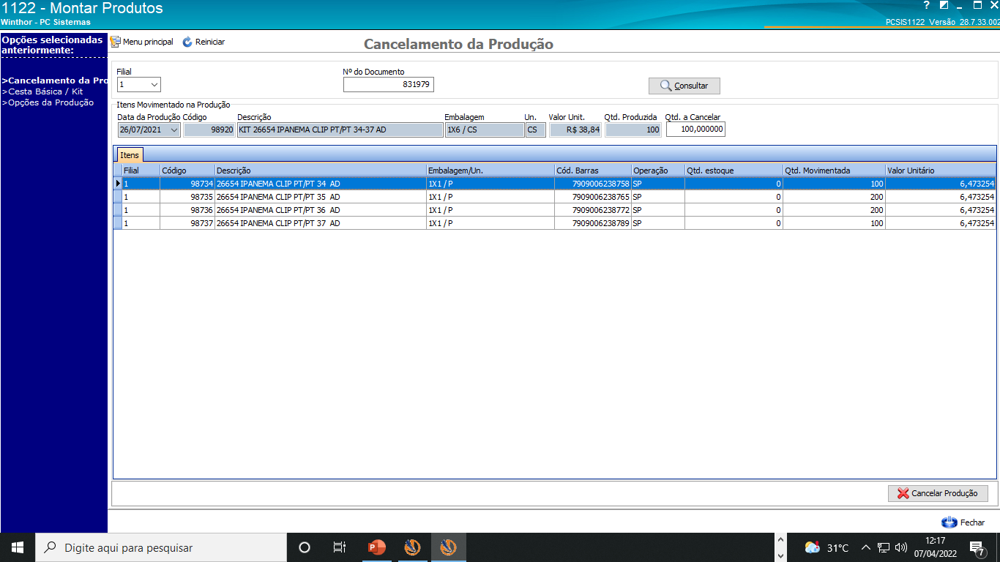 1122 - Montar Produtos
Winthor - PC Sistemas
PCSIS1122 Versão 28.7.33.002
Opções selecionadas anteriormente:
>Cancelamento da Pro
>Cesta Básica / Kit
>Opções da Produção
Menu principal Reiniciar
Cancelamento da Produção
Filial Nº do Documento
1 831979 Consultar
Itens Movimentado na Produção
Data da Produção Código Descrição Embalagem Un. Valor Unit. Qtd. Produzida Qtd. a Cancelar
26/07/2021 98920 KIT 26654 IPANEMA CLIP PT/PT 34-37 AD 1X6 / CS CS R$ 38,84 100 100,000000
Itens
Filial Código Descrição Embalagem/Un. Cód. Barras Operação Qtd. estoque Qtd. Movimentada Valor Unitário
1 98734 26654 IPANEMA CLIP PT/PT 34 AD 1X1 / P 7909006238758 SP 0 100 6,473254
1 98735 26654 IPANEMA CLIP PT/PT 35 AD 1X1 / P 7909006238765 SP 0 200 6,473254
1 98736 26654 IPANEMA CLIP PT/PT 36 AD 1X1 / P 7909006238772 SP 0 200 6,473254
1 98737 26654 IPANEMA CLIP PT/PT 37 AD 1X1 / P 7909006238789 SP 0 100 6,473254
Cancelar Produção
Fechar
Digite aqui para pesquisar
31°C
12:17
07/04/2022
7